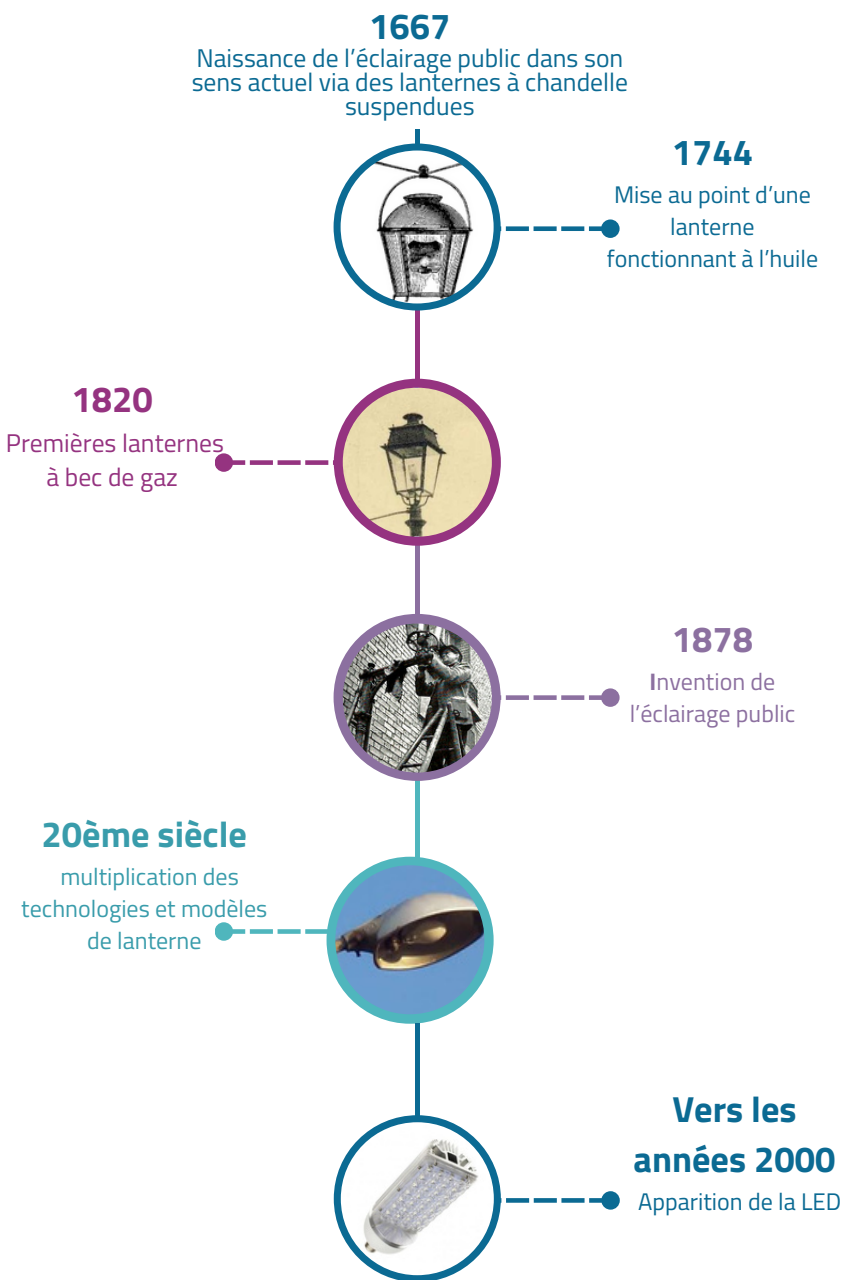 1667
Naissance de l'éclairage public dans son
sens actuel via des lanternes à chandelle
suspendues
1744
Mise au point d'une
lanterne
fonctionnant à l'huile
1820
Premières lanternes
à bec de gaz
1878
Invention de
l'éclairage public
20ème siècle
multiplication des
technologies et modèles
de lanterne
Vers les
années 2000
Apparition de la LED